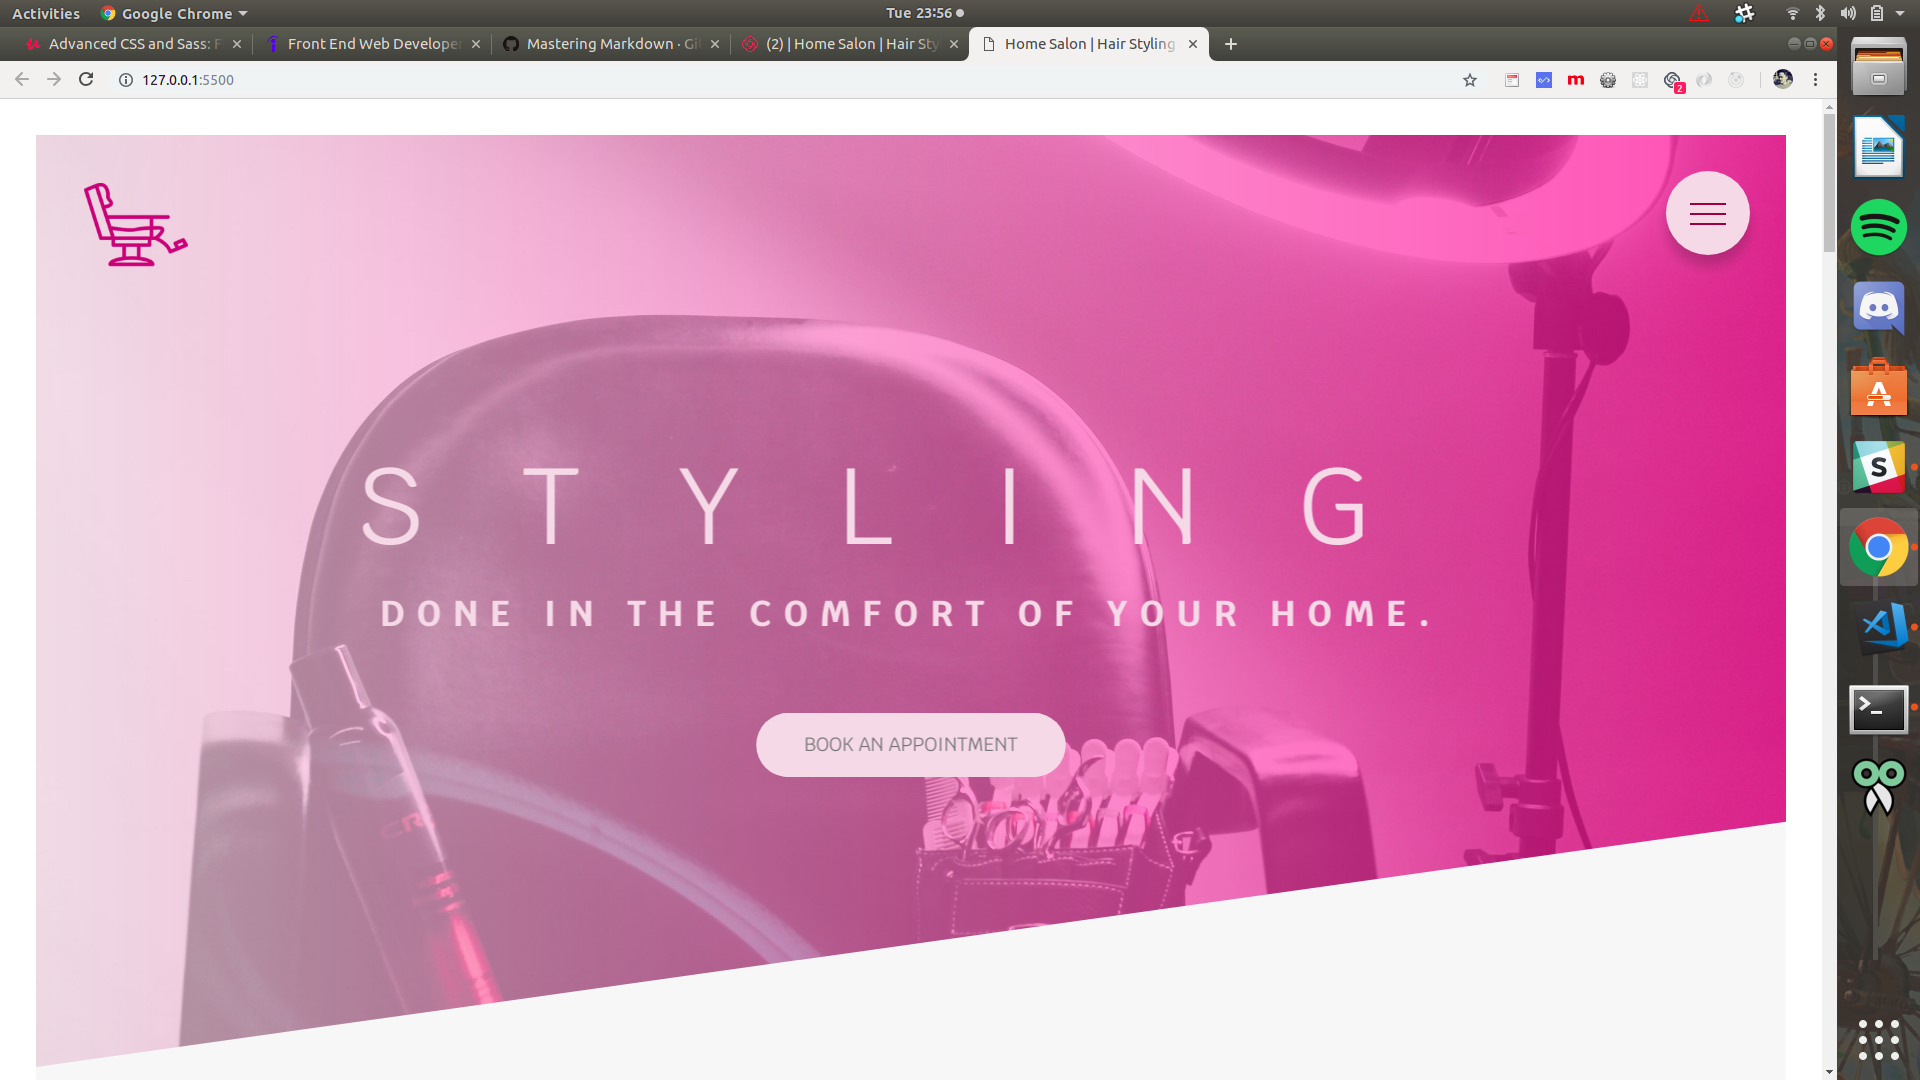 Activities Google Chrome Tue 23:56
Advanced CSS and Sass: F Front End Web Developer Mastering Markdown · Gi (2) | Home Salon | Hair Sty Home Salon | Hair Styling
127.0.0.1:5500
m
2
STYLING
DONE IN THE COMFORT OF YOUR HOME.
BOOK AN APPOINTMENT
CR
A
S
>_